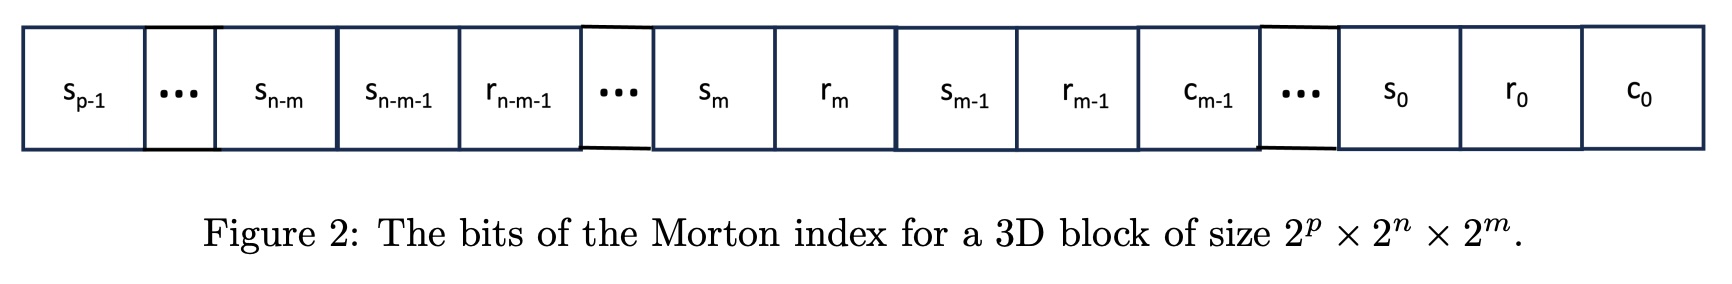 s_{p-1} ... s_{n-m} s_{n-m-1} r_{n-m-1} ... s_m r_m s_{m-1} r_{m-1} c_{m-1} ... s_0 r_0 c_0
Figure 2: The bits of the Morton index for a 3D block of size 2^p × 2^n × 2^m.